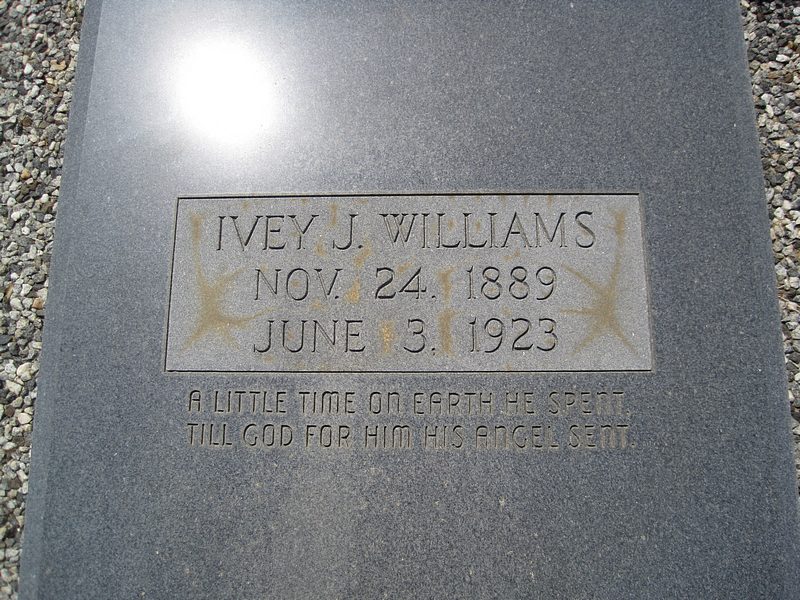 IVEY J. WILLIAMS
NOV. 24. 1889
JUNE 3. 1923
A LITTLE TIME ON EARTH HE SPENT,
TILL GOD FOR HIM HIS ANGEL SENT.